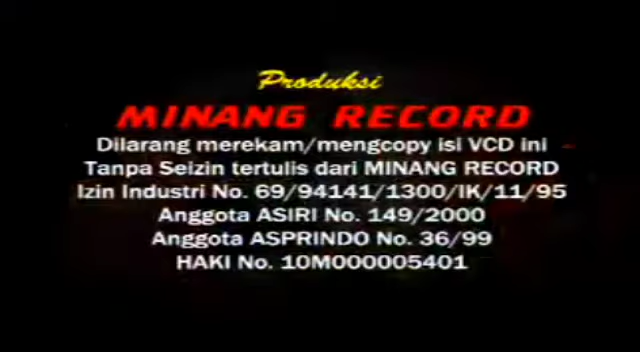 Produksi
MINANG RECORD
Dilarang merekam/mengcopy isi VCD ini
Tanpa Seizin tertulis dari MINANG RECORD
Izin Industri No. 69/94141/1300/IK/11/95
Anggota ASIRI No. 149/2000
Anggota ASPRINDO No. 36/99
HAKI No. 10M000005401